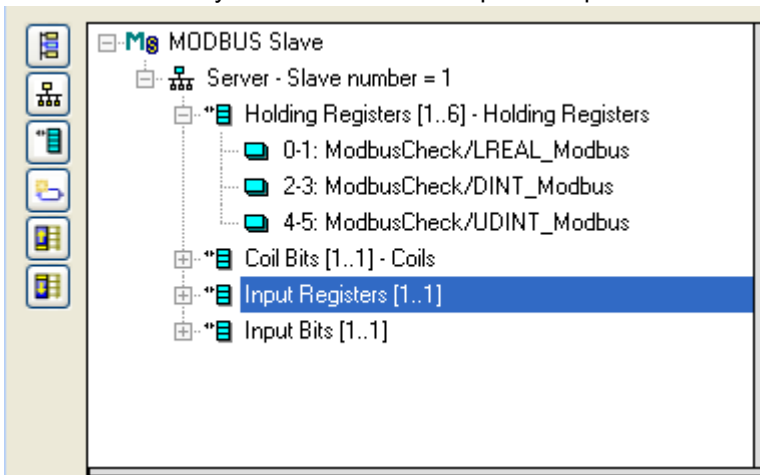 MODBUS Slave
Server - Slave number = 1
Holding Registers [1..6] - Holding Registers
0-1: ModbusCheck/LREAL_Modbus
2-3: ModbusCheck/DINT_Modbus
4-5: ModbusCheck/UDINT_Modbus
Coil Bits [1..1] - Coils
Input Registers [1..1]
Input Bits [1..1]